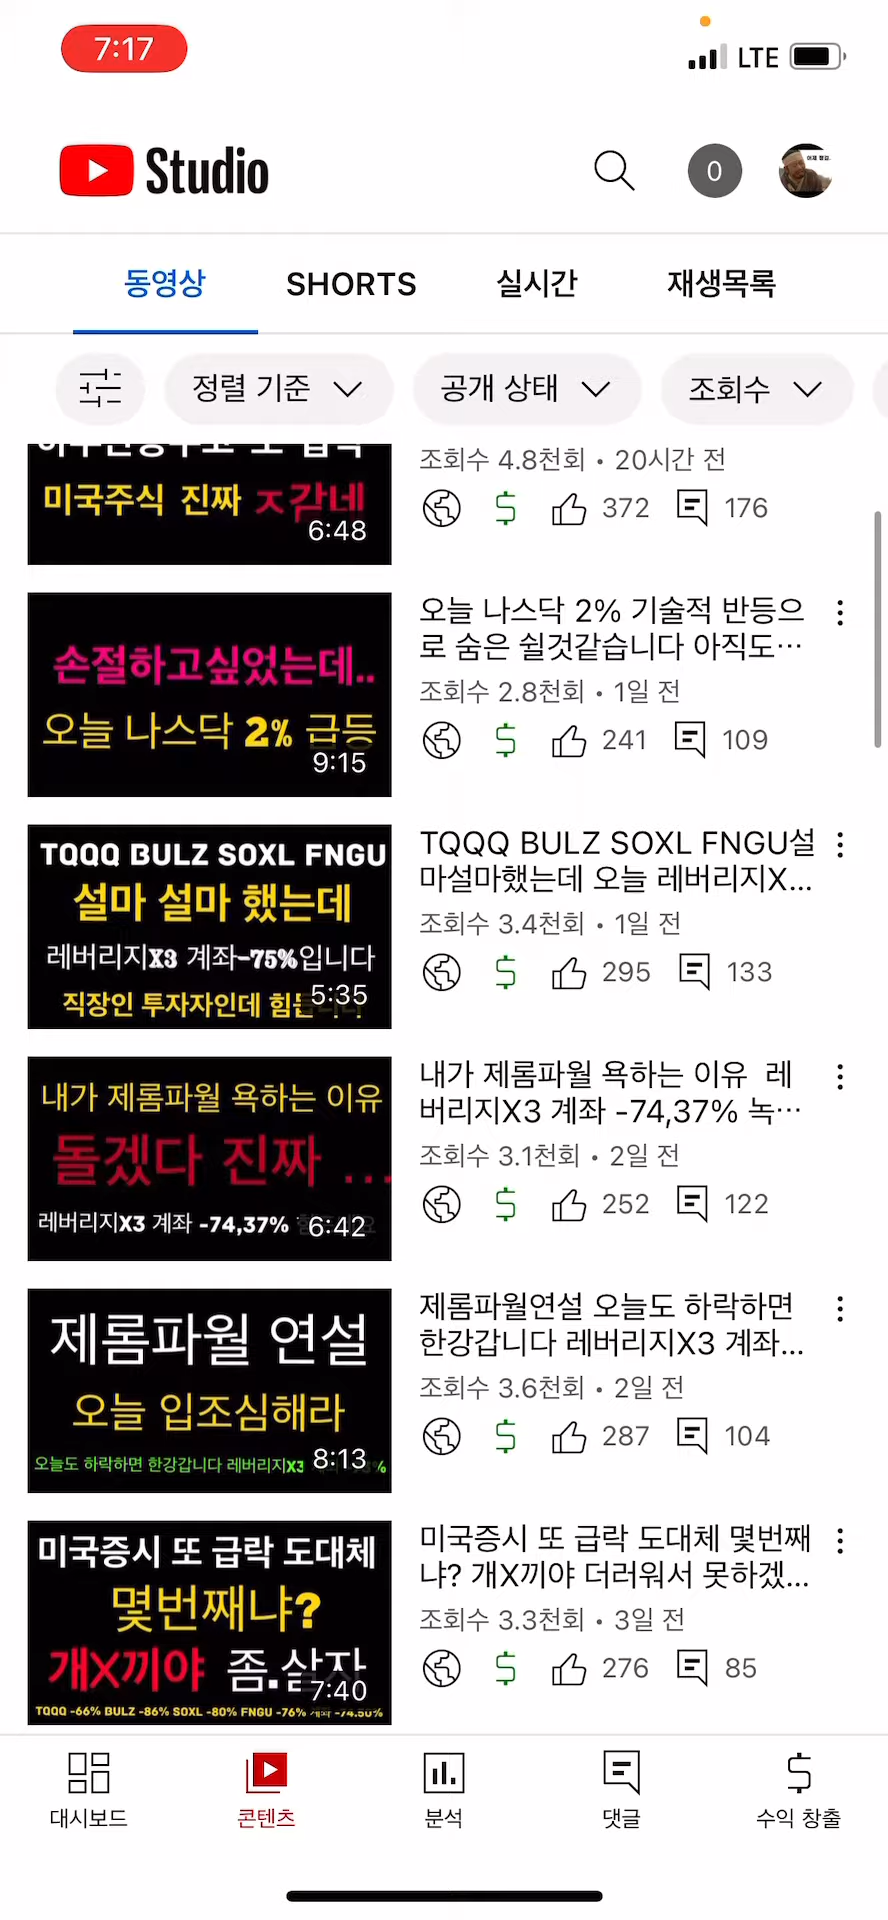 7:17
LTE
Studio
0
동영상
SHORTS
실시간
재생목록
정렬 기준
공개 상태
조회수
미국주식 진짜 ㅈ같네
6:48
조회수 4.8천회 • 20시간 전
372
176
손절하고싶었는데..
오늘 나스닥 2% 급등
9:15
오늘 나스닥 2% 기술적 반등으
로 숨은 쉴것같습니다 아직도…
조회수 2.8천회 • 1일 전
241
109
TQQQ BULZ SOXL FNGU
설마 설마 했는데
레버리지X3 계좌-75%입니다
직장인 투자자인데 힘듭니다
5:35
TQQQ BULZ SOXL FNGU설
마설마했는데 오늘 레버리지X...
조회수 3.4천회 • 1일 전
295
133
내가 제롬파월 욕하는 이유
돌겠다 진짜 ...
레버리지X3 계좌 -74,37%
6:42
내가 제롬파월 욕하는 이유 레
버리지X3 계좌 -74,37% 녹…
조회수 3.1천회 • 2일 전
252
122
제롬파월 연설
오늘 입조심해라
오늘도 하락하면 한강갑니다 레버리지X3
8:13
제롬파월연설 오늘도 하락하면
한강갑니다 레버리지X3 계좌...
조회수 3.6천회 • 2일 전
287
104
미국증시 또 급락 도대체
몇번째냐?
개X끼야 좀.살자
TQQQ -66% BULZ -86% SOXL -80% FNGU -76% 계좌 -74.50%
7:40
미국증시 또 급락 도대체 몇번째
냐? 개X끼야 더러워서 못하겠...
조회수 3.3천회 • 3일 전
276
85
대시보드
콘텐츠
분석
댓글
수익 창출